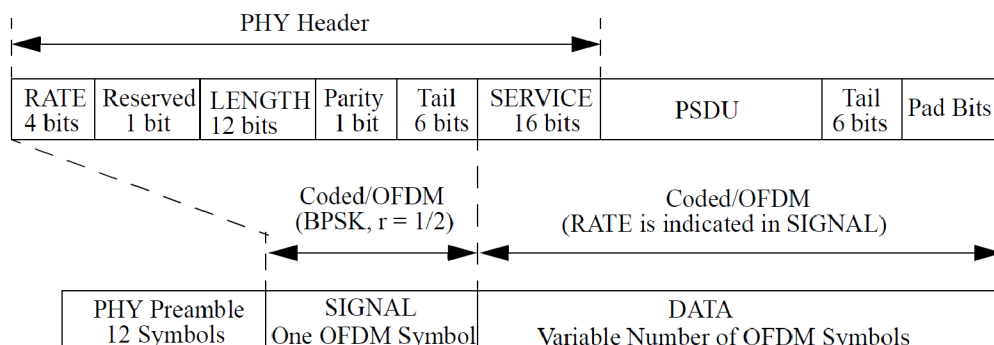 PHY Header
RATE Reserved LENGTH Parity Tail SERVICE PSDU Tail Pad Bits
4 bits 1 bit 12 bits 1 bit 6 bits 16 bits 6 bits
Coded/OFDM
(BPSK, r = 1/2)
Coded/OFDM
(RATE is indicated in SIGNAL)
PHY Preamble
12 Symbols
SIGNAL
One OFDM Symbol
DATA
Variable Number of OFDM Symbols